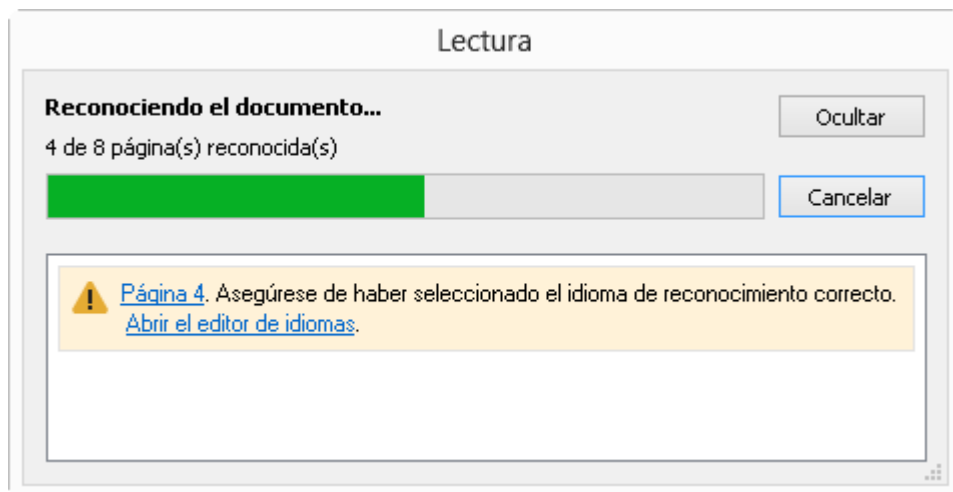 Lectura
Reconociendo el documento...
Ocultar
4 de 8 página(s) reconocida(s)
Cancelar
Página 4. Asegúrese de haber seleccionado el idioma de reconocimiento correcto.
Abrir el editor de idiomas.